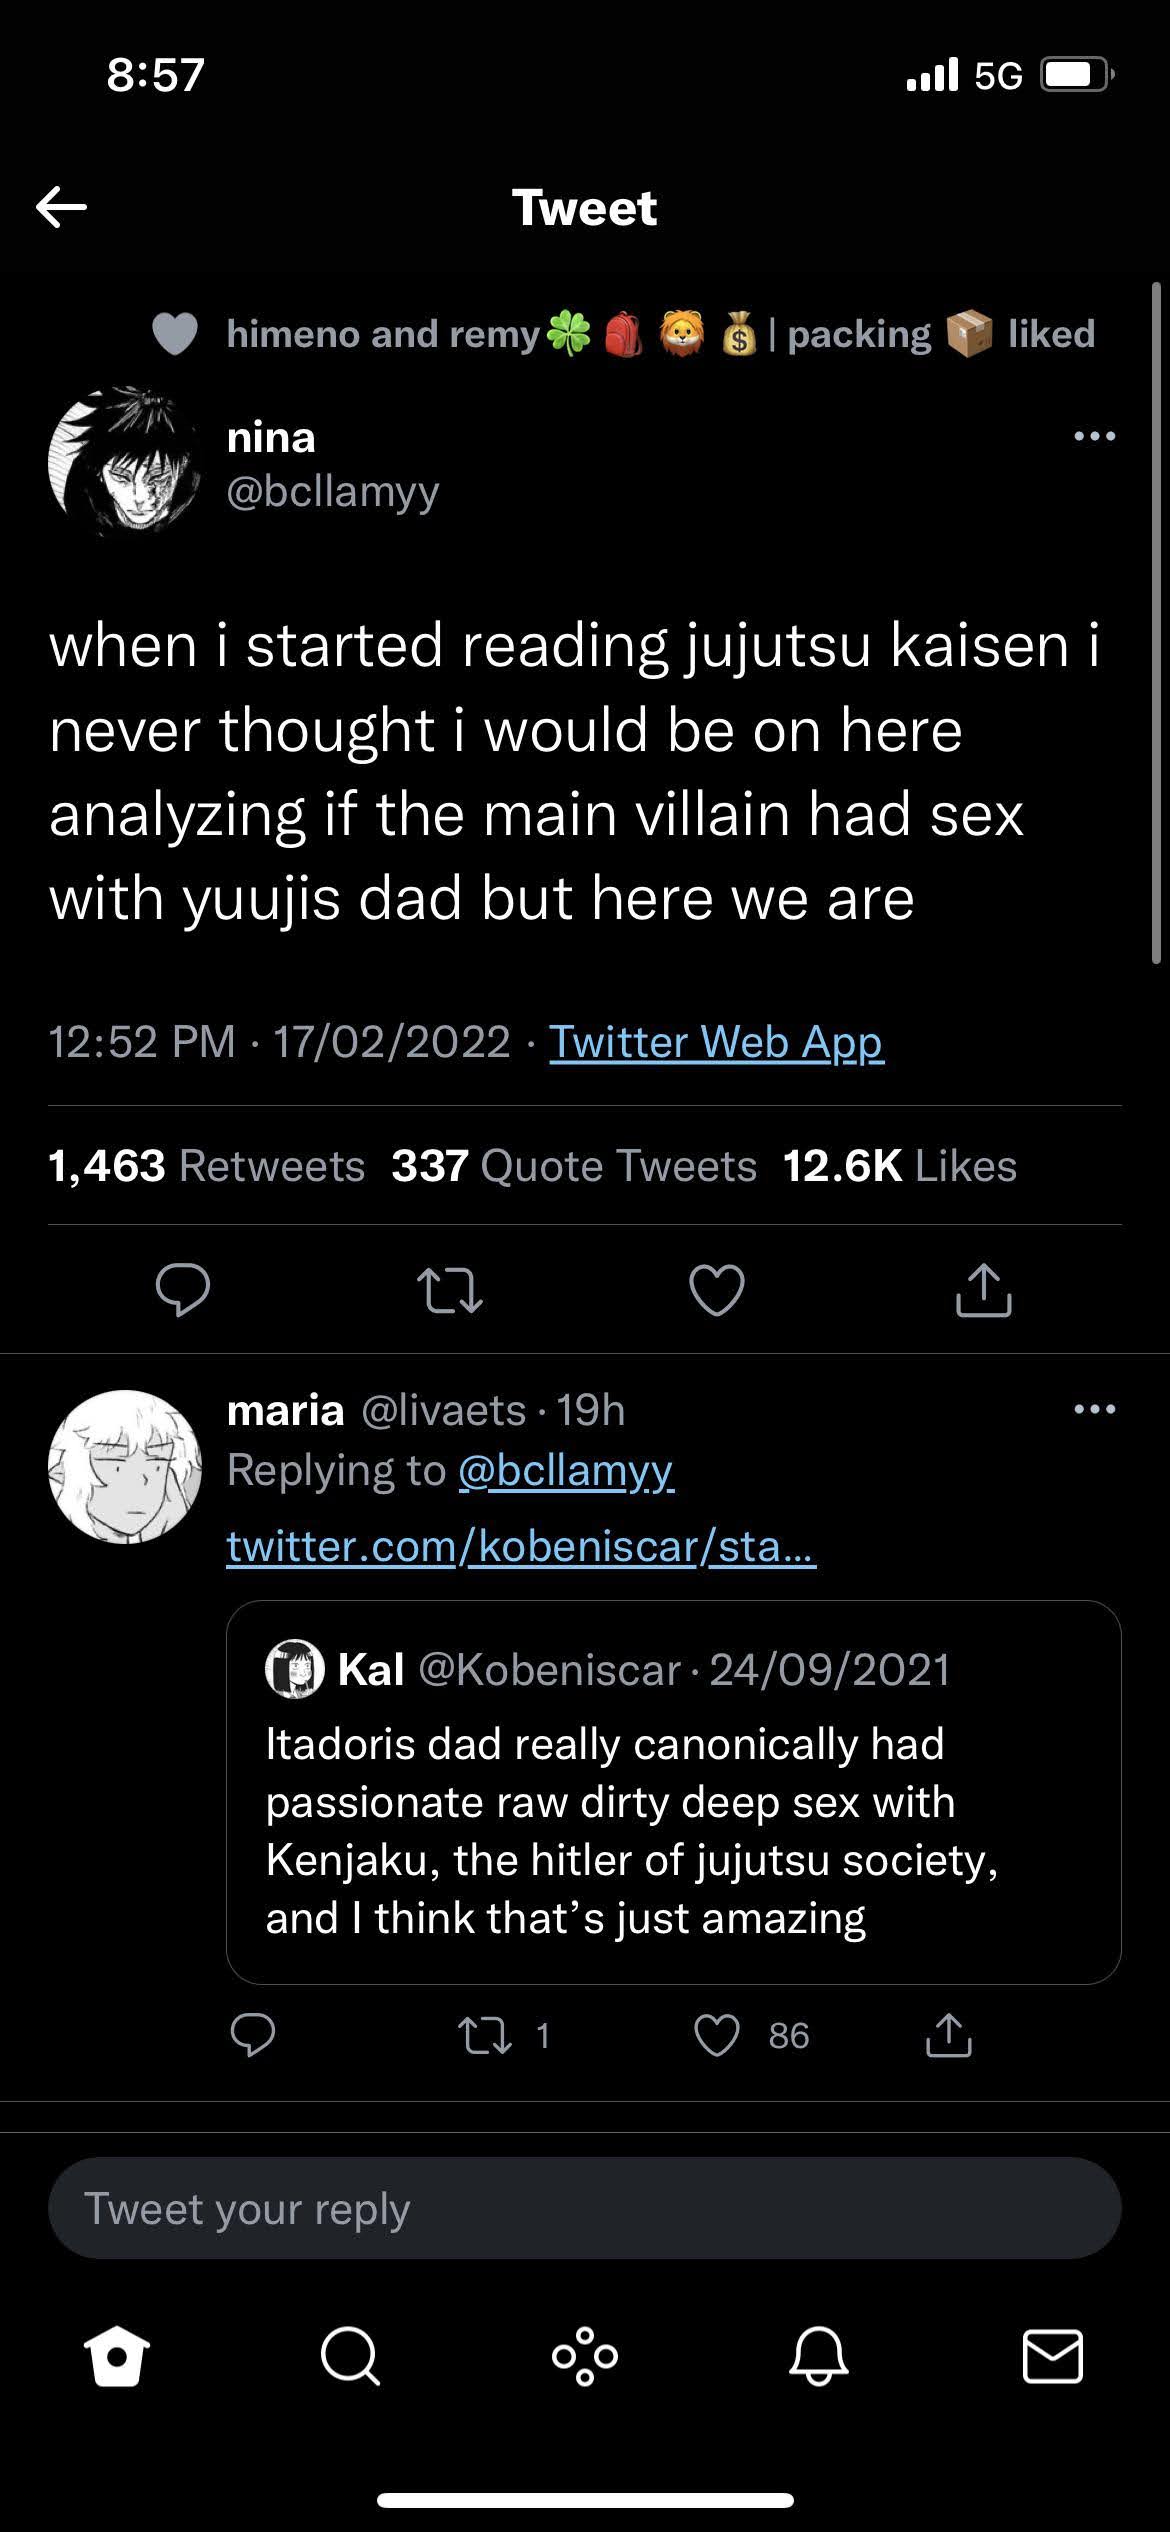 8:57
5G
Tweet
himeno and remy🍀🎒🦁💰| packing 📦 liked
nina
@bcllamyy
when i started reading jujutsu kaisen i
never thought i would be on here
analyzing if the main villain had sex
with yuujis dad but here we are
12:52 PM · 17/02/2022 · Twitter Web App
1,463 Retweets 337 Quote Tweets 12.6K Likes
maria @livaets · 19h
Replying to @bcllamyy
twitter.com/kobeniscar/sta...
Kal @Kobeniscar · 24/09/2021
Itadoris dad really canonically had
passionate raw dirty deep sex with
Kenjaku, the hitler of jujutsu society,
and I think that’s just amazing
1 86
Tweet your reply